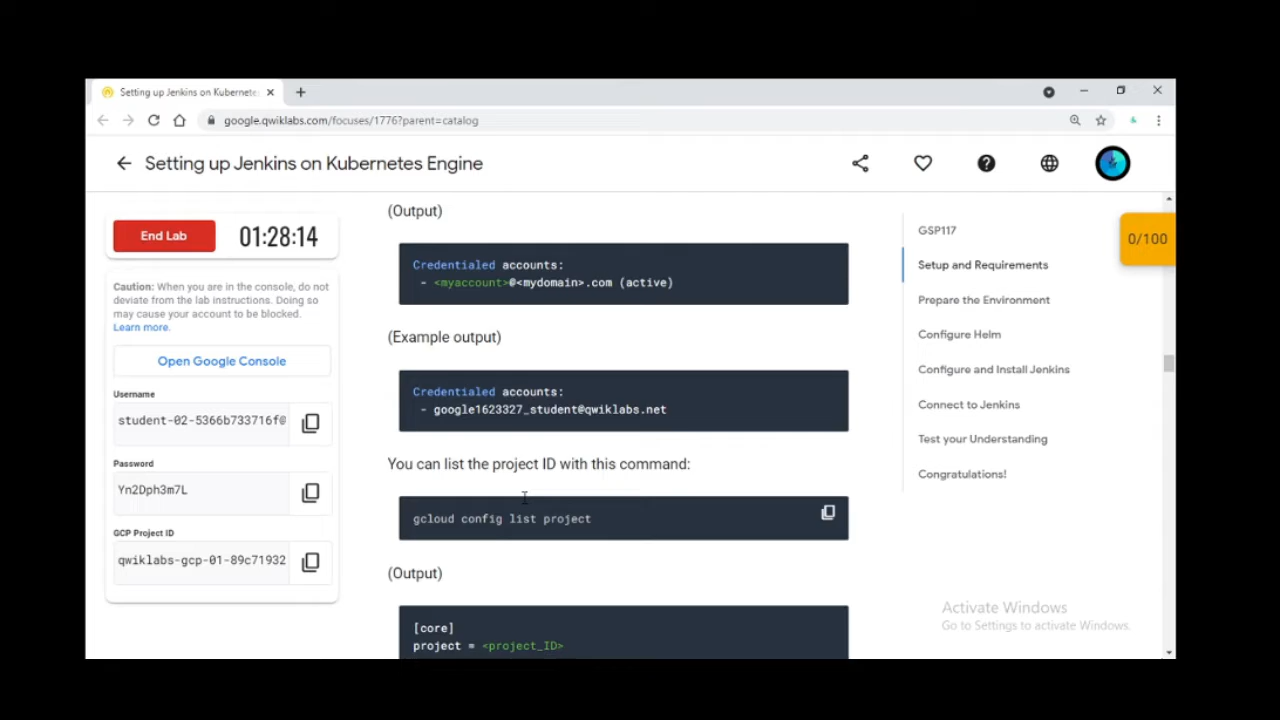 Setting up Jenkins on Kubernete
google.qwiklabs.com/focuses/1776?parent=catalog
Setting up Jenkins on Kubernetes Engine
End Lab
01:28:14
Caution: When you are in the console, do not
deviate from the lab instructions. Doing so
may cause your account to be blocked.
Learn more.
Open Google Console
Username
student-02-5366b733716f@
Password
Yn2Dph3m7L
GCP Project ID
qwiklabs-gcp-01-89c71932
(Output)
Credentialed accounts:
- <myaccount>@<mydomain>.com (active)
(Example output)
Credentialed accounts:
- google1623327_student@qwiklabs.net
You can list the project ID with this command:
gcloud config list project
(Output)
[core]
project = <project_ID>
GSP117
Setup and Requirements
Prepare the Environment
Configure Helm
Configure and Install Jenkins
Connect to Jenkins
Test your Understanding
Congratulations!
0/100
Activate Windows
Go to Settings to activate Windows.